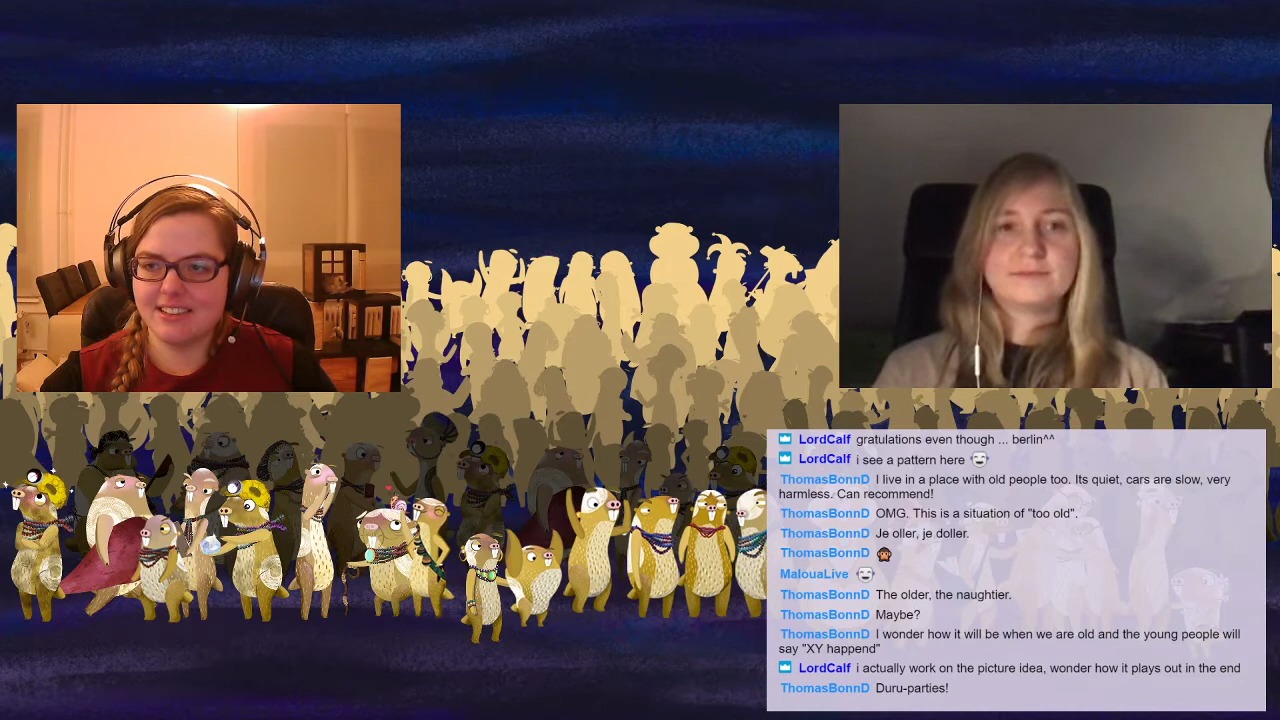 LordCalf gratulations even though ... berlin^^
LordCalf i see a pattern here
ThomasBonnD I live in a place with old people too. Its quiet, cars are slow, very
harmless. Can recommend!
ThomasBonnD OMG. This is a situation of "too old".
ThomasBonnD Je oller, je doller.
ThomasBonnD
MalouaLive
ThomasBonnD The older, the naughtier.
ThomasBonnD Maybe?
ThomasBonnD I wonder how it will be when we are old and the young people will
say "XY happend"
LordCalf i actually work on the picture idea, wonder how it plays out in the end
ThomasBonnD Duru-parties!